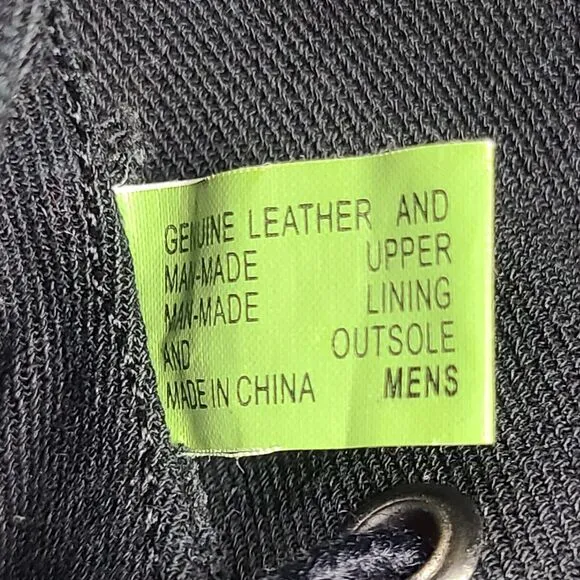 GENUINE LEATHER AND
MAN-MADE UPPER
MAN-MADE LINING
AND OUTSOLE
MADE IN CHINA MENS